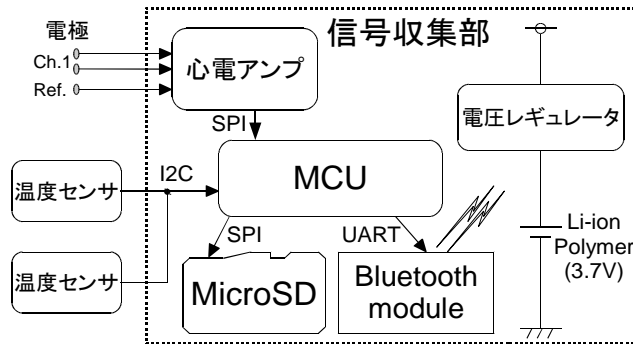 信号収集部
電極
Ch.1
Ref.
心電アンプ
SPI
電圧レギュレータ
温度センサ
I2C
MCU
SPI
UART
Li-ion
Polymer
(3.7V)
温度センサ
MicroSD
Bluetooth
module